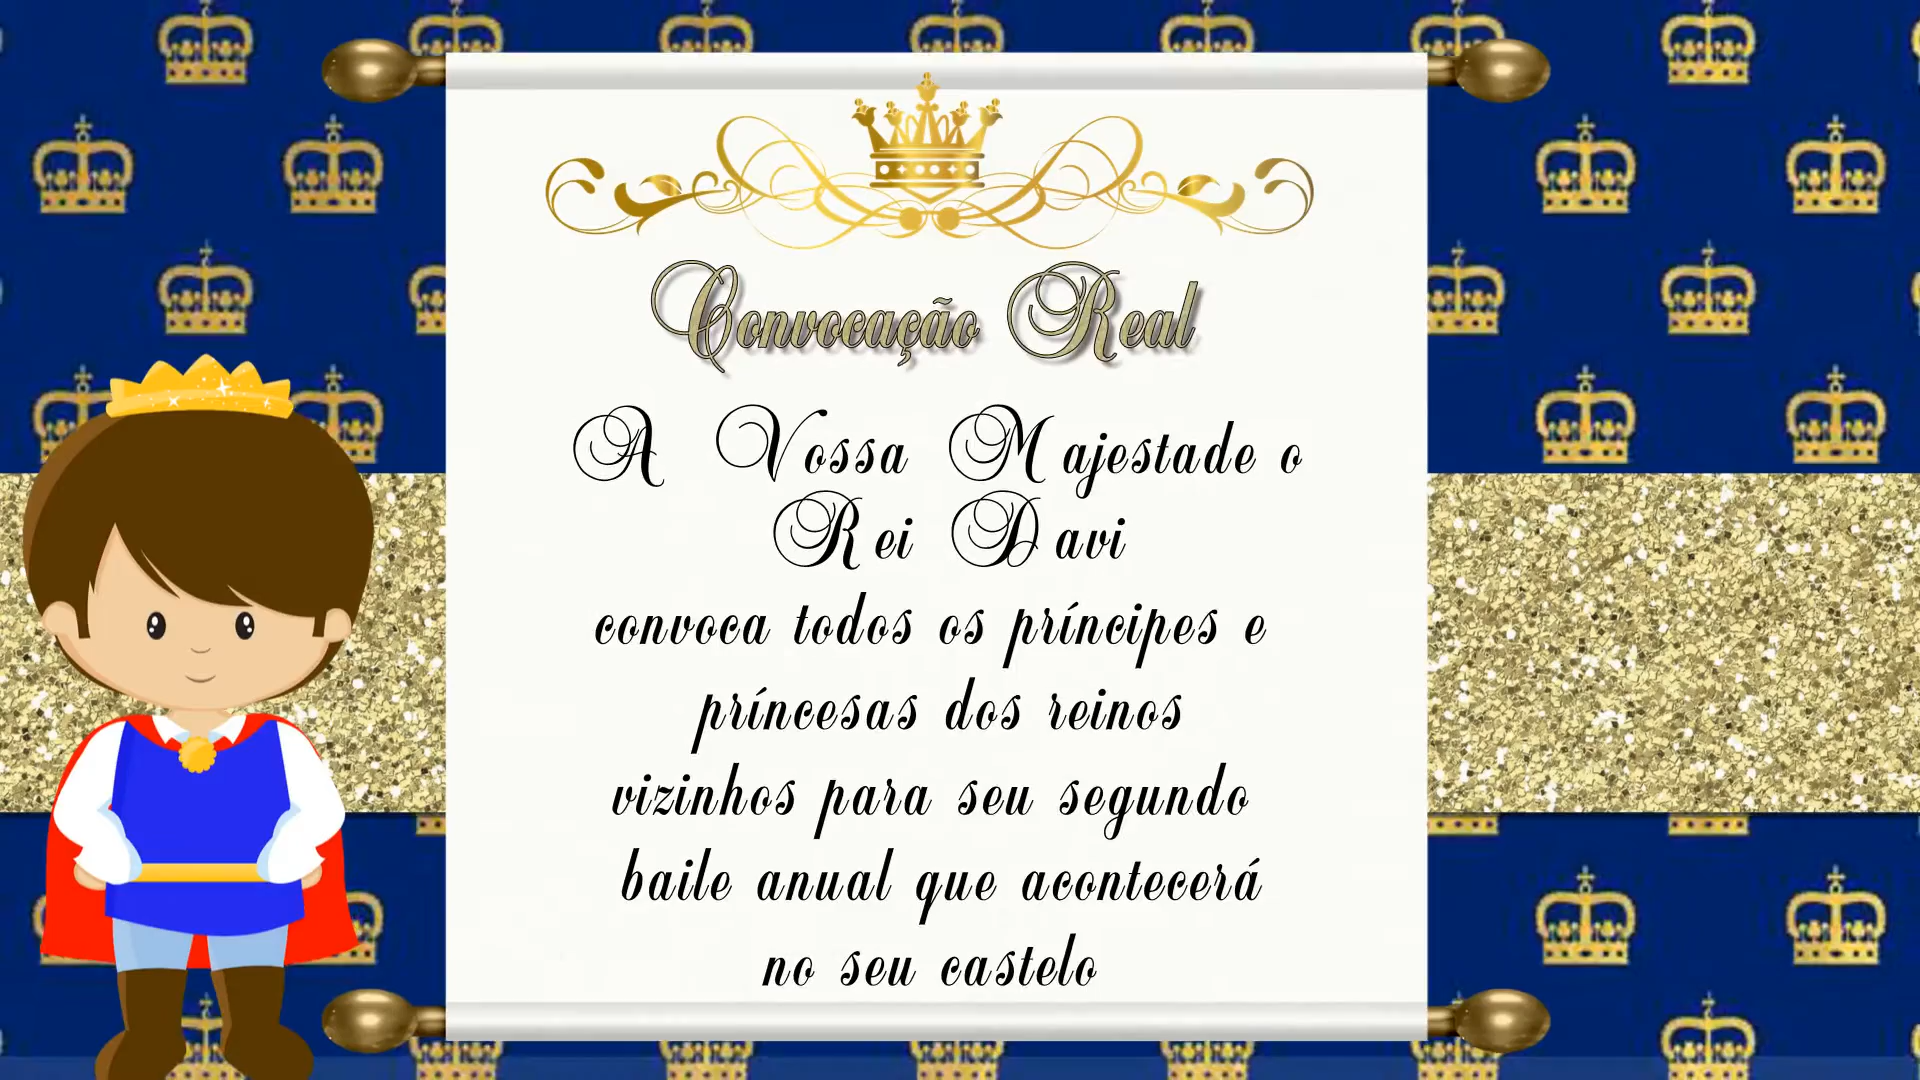 Convocação Real
A Vossa Majestade o
Rei Davi
convoca todos os príncipes e
príncesas dos reinos
vizinhos para seu segundo
baile anual que acontecerá
no seu castelo